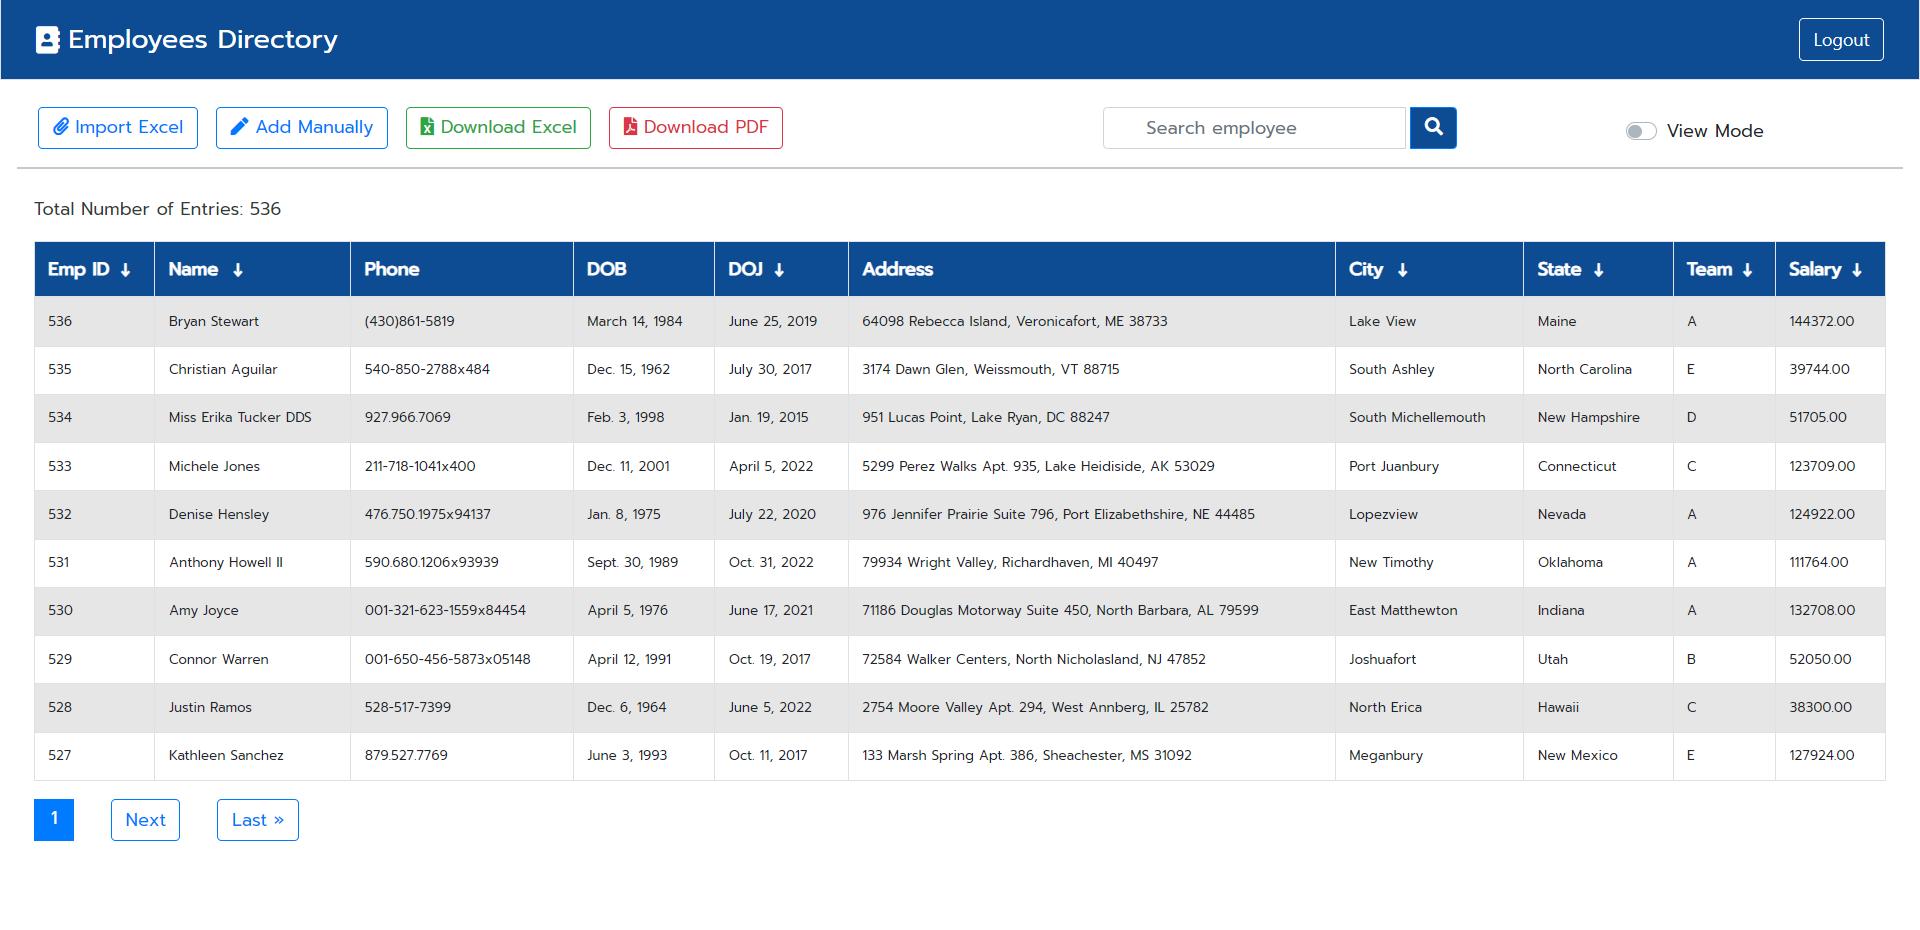 Employees Directory Logout
Import Excel Add Manually Download Excel Download PDF Search employee View Mode
Total Number of Entries: 536
Emp ID ↓ Name ↓ Phone DOB DOJ ↓ Address City ↓ State ↓ Team ↓ Salary ↓
536 Bryan Stewart (430)861-5819 March 14, 1984 June 25, 2019 64098 Rebecca Island, Veronicafort, ME 38733 Lake View Maine A 144372.00
535 Christian Aguilar 540-850-2788x484 Dec. 15, 1962 July 30, 2017 3174 Dawn Glen, Weissmouth, VT 88715 South Ashley North Carolina E 39744.00
534 Miss Erika Tucker DDS 927.966.7069 Feb. 3, 1998 Jan. 19, 2015 951 Lucas Point, Lake Ryan, DC 88247 South Michellemouth New Hampshire D 51705.00
533 Michele Jones 211-718-1041x400 Dec. 11, 2001 April 5, 2022 5299 Perez Walks Apt. 935, Lake Heidiside, AK 53029 Port Juanbury Connecticut C 123709.00
532 Denise Hensley 476.750.1975x94137 Jan. 8, 1975 July 22, 2020 976 Jennifer Prairie Suite 796, Port Elizabethshire, NE 44485 Lopezview Nevada A 124922.00
531 Anthony Howell II 590.680.1206x93939 Sept. 30, 1989 Oct. 31, 2022 79934 Wright Valley, Richardhaven, MI 40497 New Timothy Oklahoma A 111764.00
530 Amy Joyce 001-321-623-1559x84454 April 5, 1976 June 17, 2021 71186 Douglas Motorway Suite 450, North Barbara, AL 79599 East Matthewton Indiana A 132708.00
529 Connor Warren 001-650-456-5873x05148 April 12, 1991 Oct. 19, 2017 72584 Walker Centers, North Nicholasland, NJ 47852 Joshuafort Utah B 52050.00
528 Justin Ramos 528-517-7399 Dec. 6, 1964 June 5, 2022 2754 Moore Valley Apt. 294, West Annberg, IL 25782 North Erica Hawaii C 38300.00
527 Kathleen Sanchez 879.527.7769 June 3, 1993 Oct. 11, 2017 133 Marsh Spring Apt. 386, Sheachester, MS 31092 Meganbury New Mexico E 127924.00
1 Next Last »